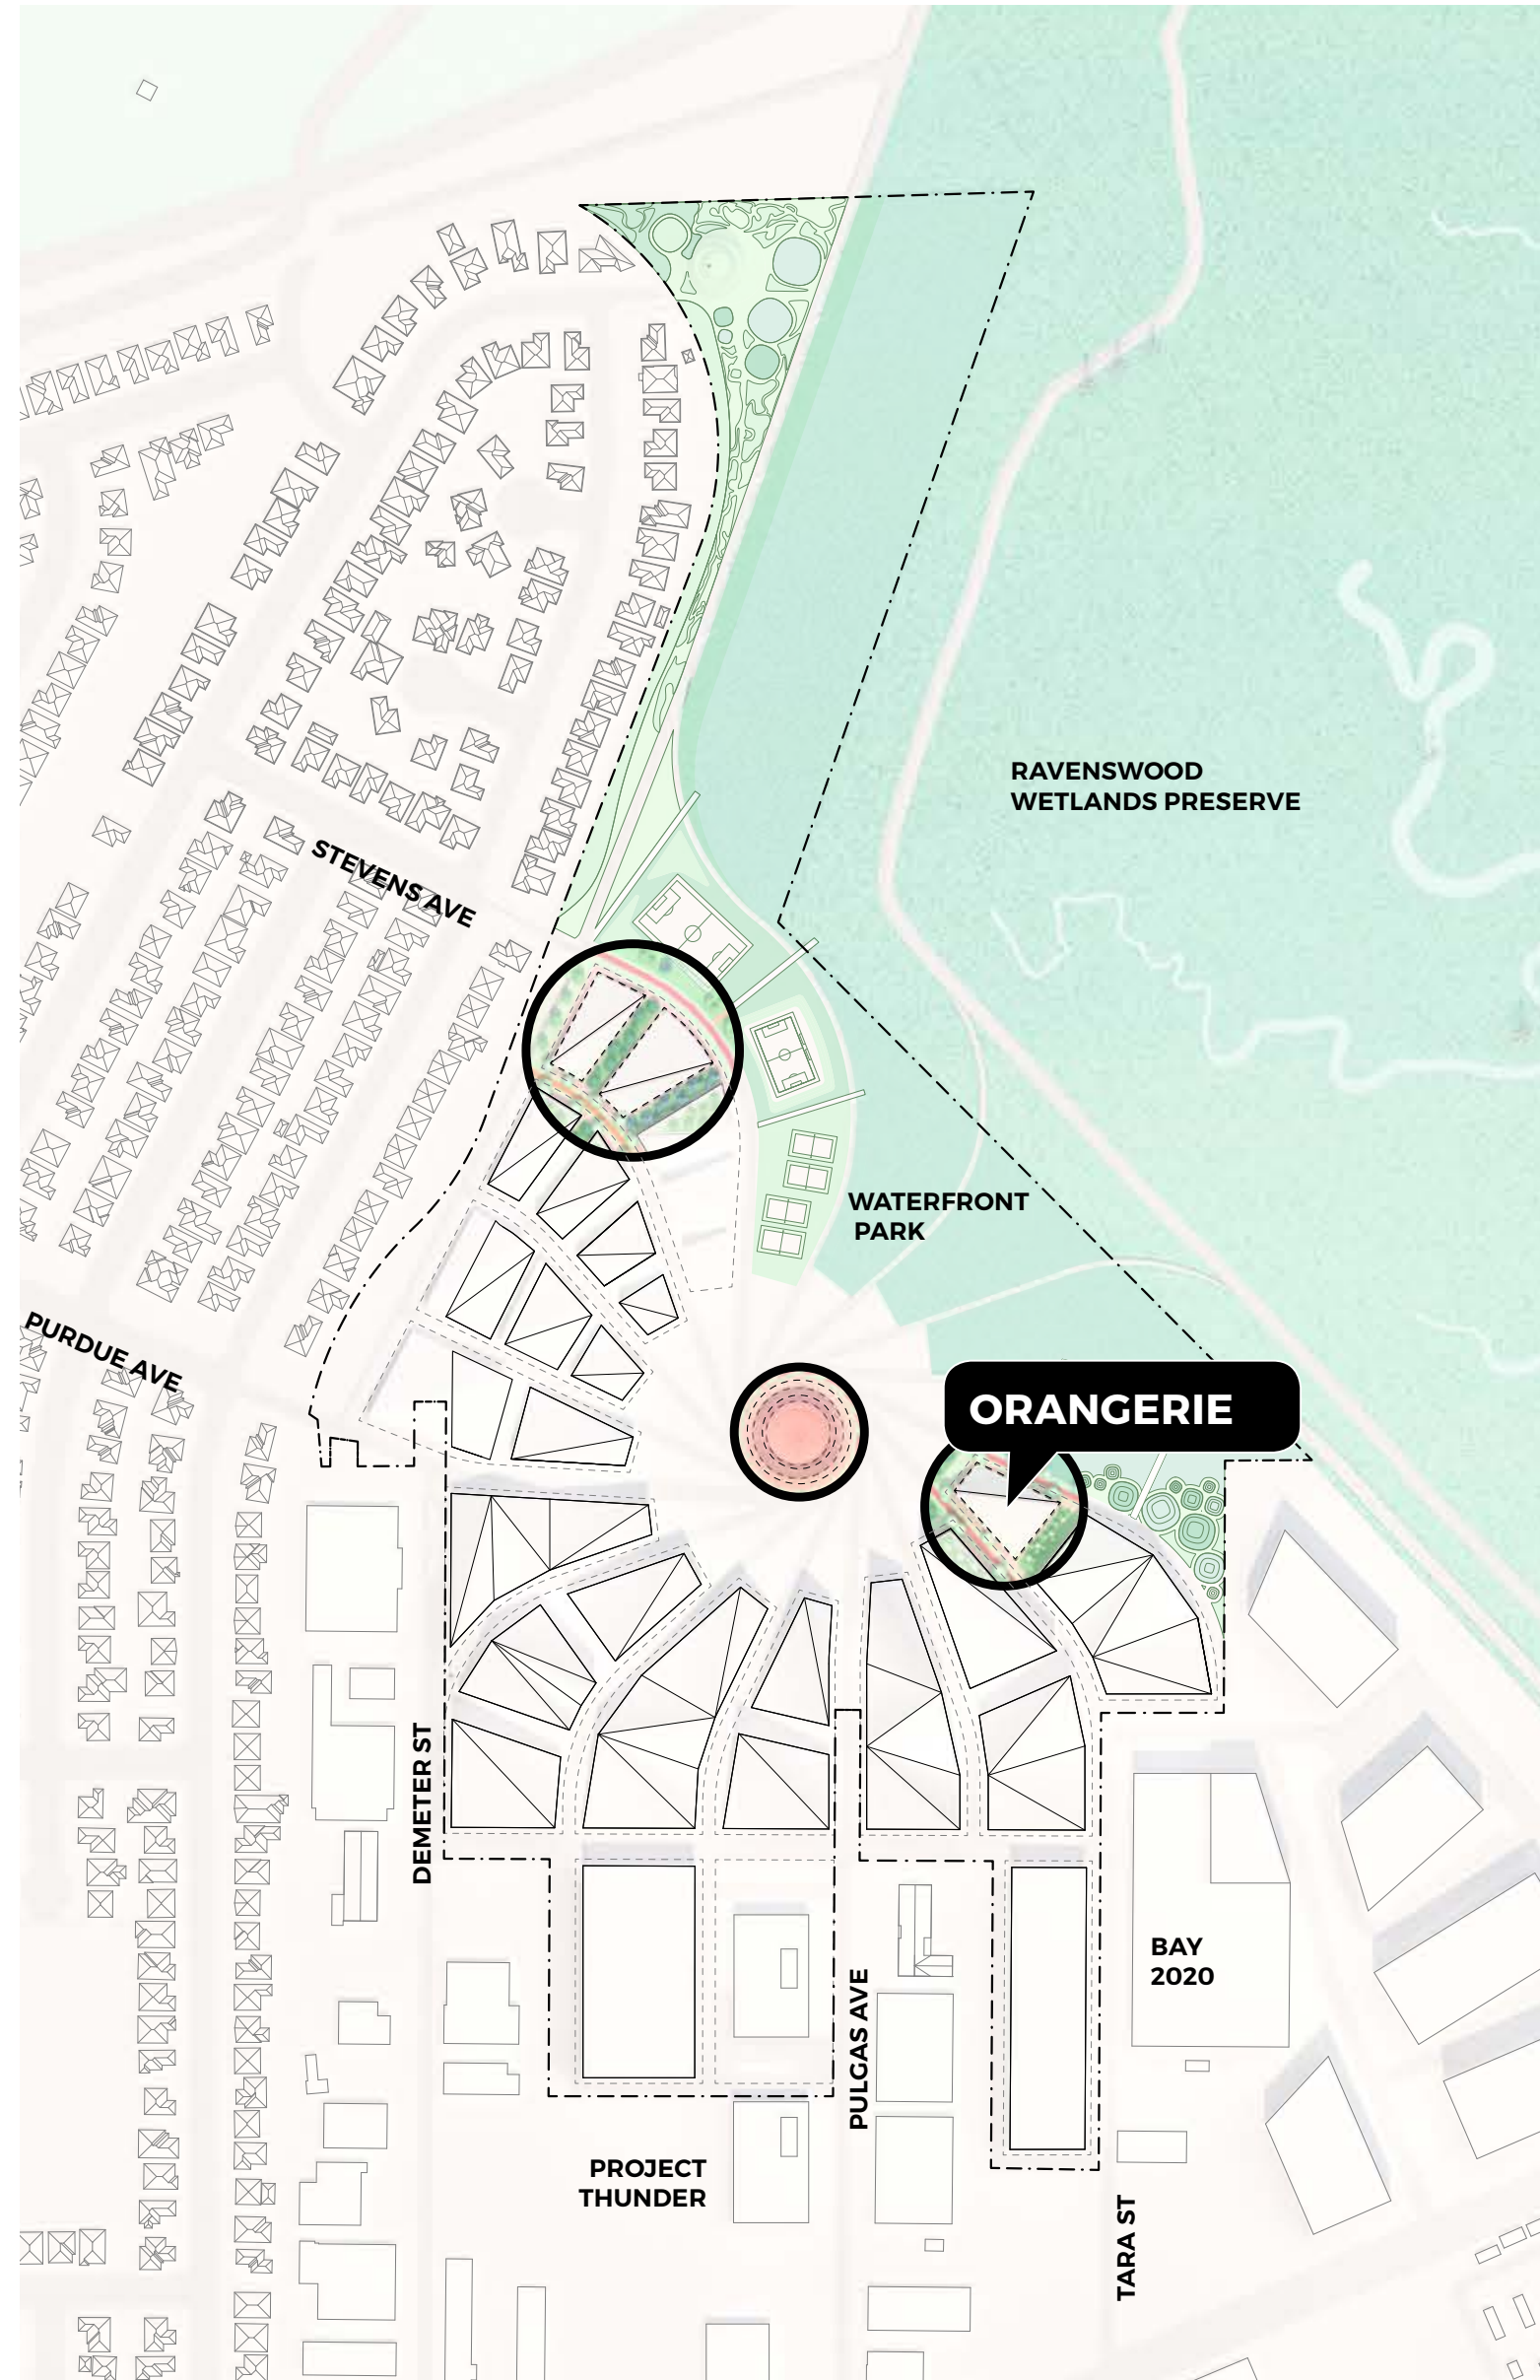 RAVENSWOOD
WETLANDS PRESERVE
STEVENS AVE
WATERFRONT
PARK
PURDUE AVE
ORANGERIE
DEMETER ST
BAY
2020
PULGAS AVE
PROJECT
THUNDER
TARA ST